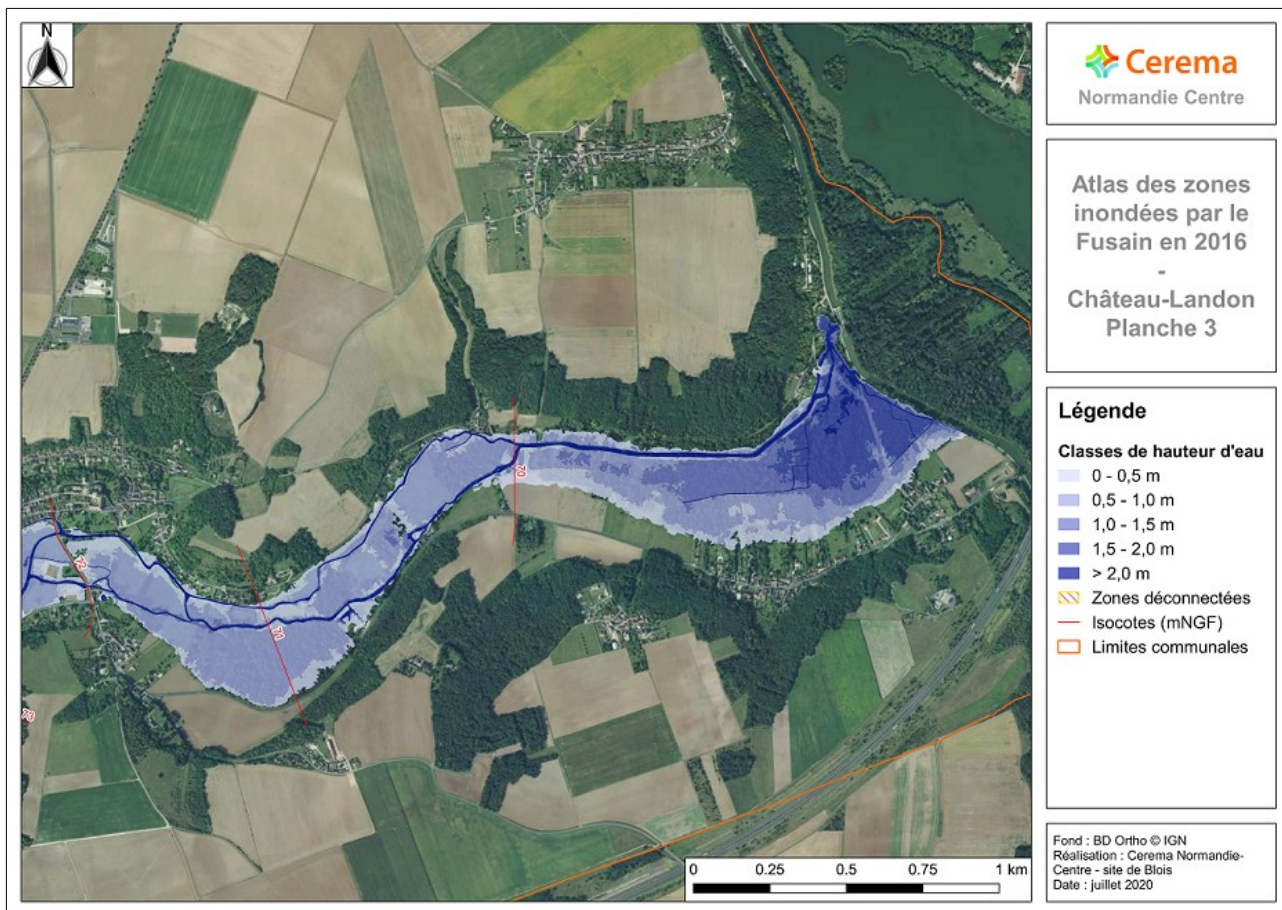 N
Cerema
Normandie Centre
Atlas des zones
inondées par le
Fusain en 2016
-
Château-Landon
Planche 3
Légende
Classes de hauteur d'eau
0 - 0,5 m
0,5 - 1,0 m
1,0 - 1,5 m
1,5 - 2,0 m
> 2,0 m
Zones déconnectées
Isocotes (mNGF)
Limites communales
70
72
71
73
0 0.25 0.5 0.75 1 km
Fond : BD Ortho © IGN
Réalisation : Cerema Normandie-
Centre - site de Blois
Date : juillet 2020